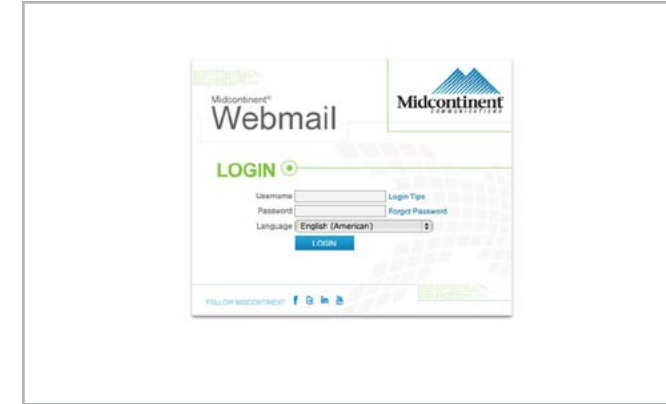 Midcontinent®
Webmail
Midcontinent
COMMUNICATIONS
LOGIN
Username
Login Tips
Password
Forgot Password
Language
English (American)
LOGIN
FOLLOW MIDCONTINENT